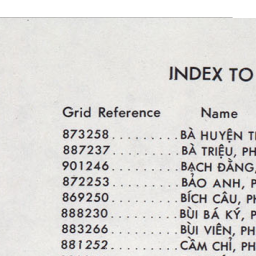 INDEX TO
Grid Reference Name
873258.........BÀ HUYỆN
887237.........BÀ TRIỆU, PH
901246.........BẠCH ĐẰNG,
872253.........BẢO ANH, P
869250.........BÍCH CÂU, P
888230.........BÙI BÁ KÝ, P
883266.........BÙI VIÊN, PH
881252.........CẦM CHỈ, PH